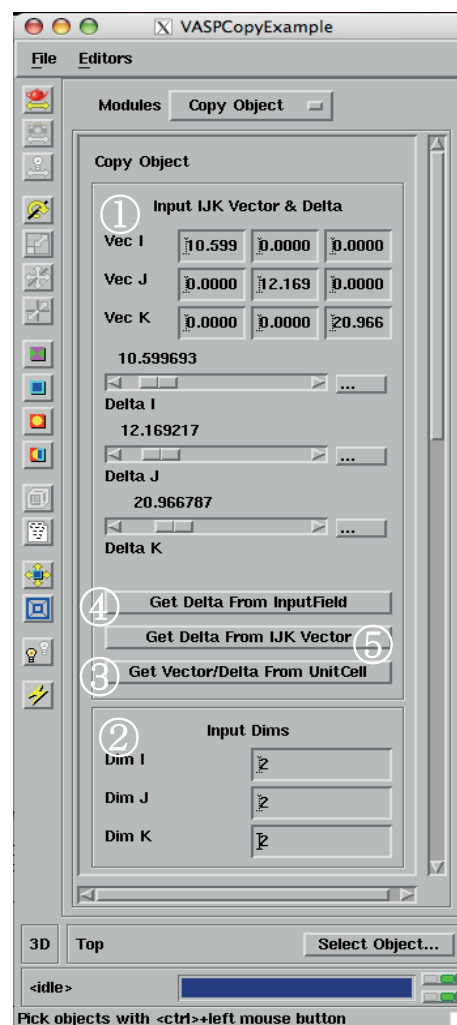 VASPCopyExample
File Editors
Modules Copy Object
Copy Object
① Input IJK Vector & Delta
Vec I 10.599 0.0000 0.0000
Vec J 0.0000 12.169 0.0000
Vec K 0.0000 0.0000 20.966
10.599693
...
Delta I
12.169217
...
Delta J
20.966787
...
Delta K
④ Get Delta From InputField
Get Delta From IJK Vector ⑤
③ Get Vector/Delta From UnitCell
② Input Dims
Dim I 2
Dim J 2
Dim K 2
3D Top Select Object...
<idle>
Pick objects with <ctrl>+left mouse button